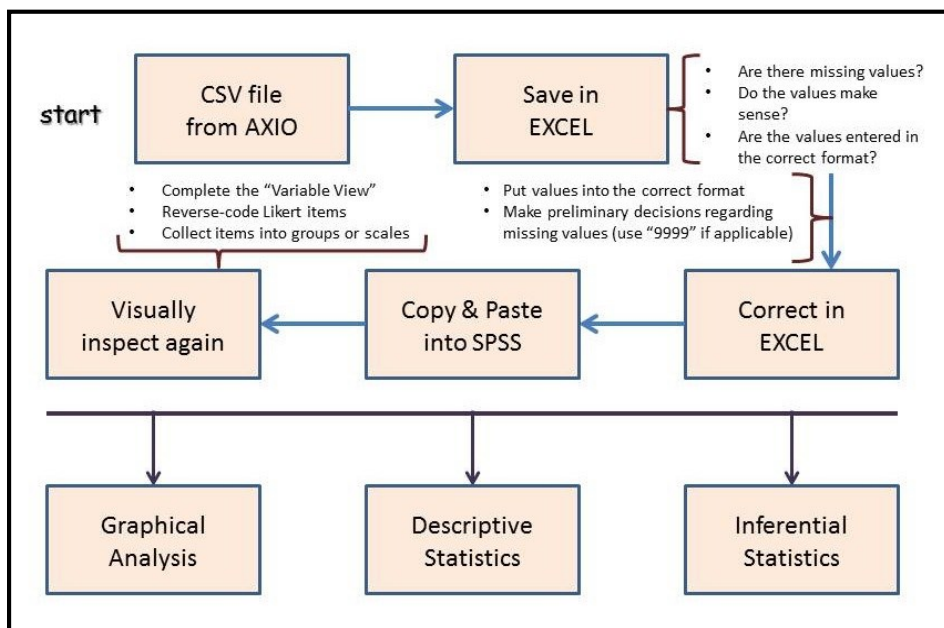 start
CSV file
from AXIO
Save in
EXCEL
• Are there missing values?
• Do the values make
sense?
• Are the values entered in
the correct format?
• Put values into the correct format
• Make preliminary decisions regarding
missing values (use “9999” if applicable)
Correct in
EXCEL
Copy & Paste
into SPSS
• Complete the “Variable View”
• Reverse-code Likert items
• Collect items into groups or scales
Visually
inspect again
Graphical
Analysis
Descriptive
Statistics
Inferential
Statistics